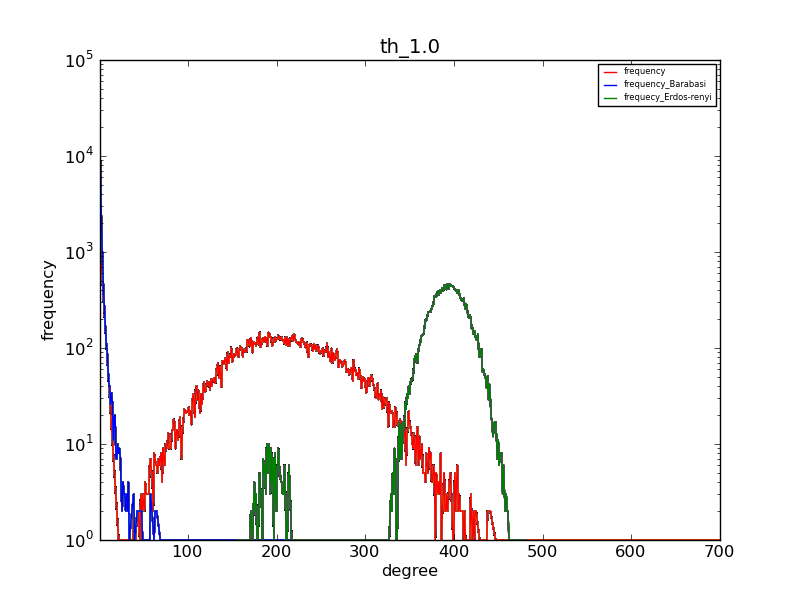 th_1.0
10^5
10^4
10^3
10^2
10^1
10^0
frequency
frequency
frequency_Barabasi
frequecy_Erdos-renyi
100 200 300 400 500 600 700
degree